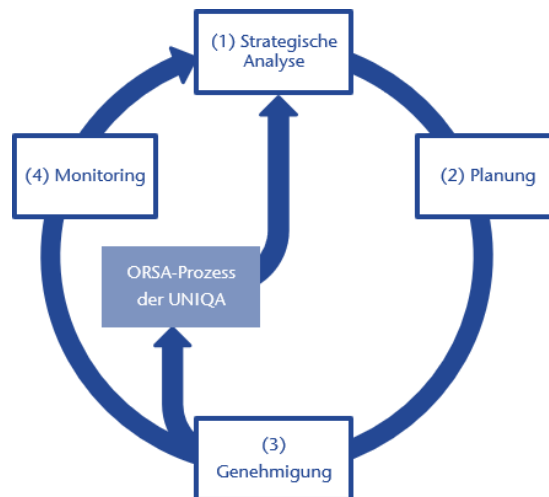 (1) Strategische
Analyse
(2) Planung
(4) Monitoring
ORSA-Prozess
der UNIQA
(3)
Genehmigung